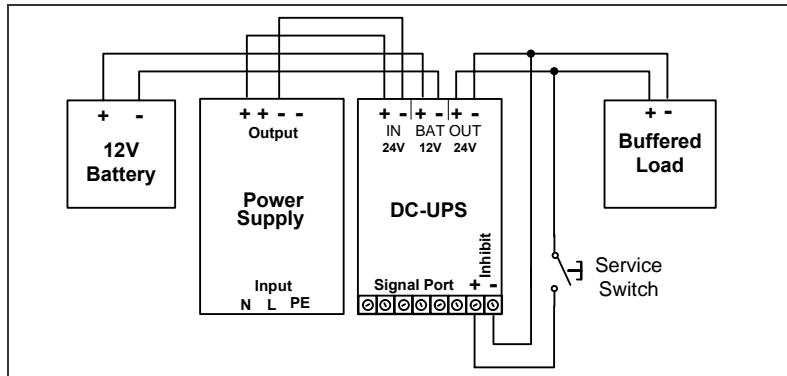 + -
12V
Battery
+ + - -
Output
Power
Supply
Input
N L PE
+ - + - + -
IN BAT OUT
24V 12V 24V
DC-UPS
Inhibit
Signal Port + -
+ -
Buffered
Load
Service
Switch